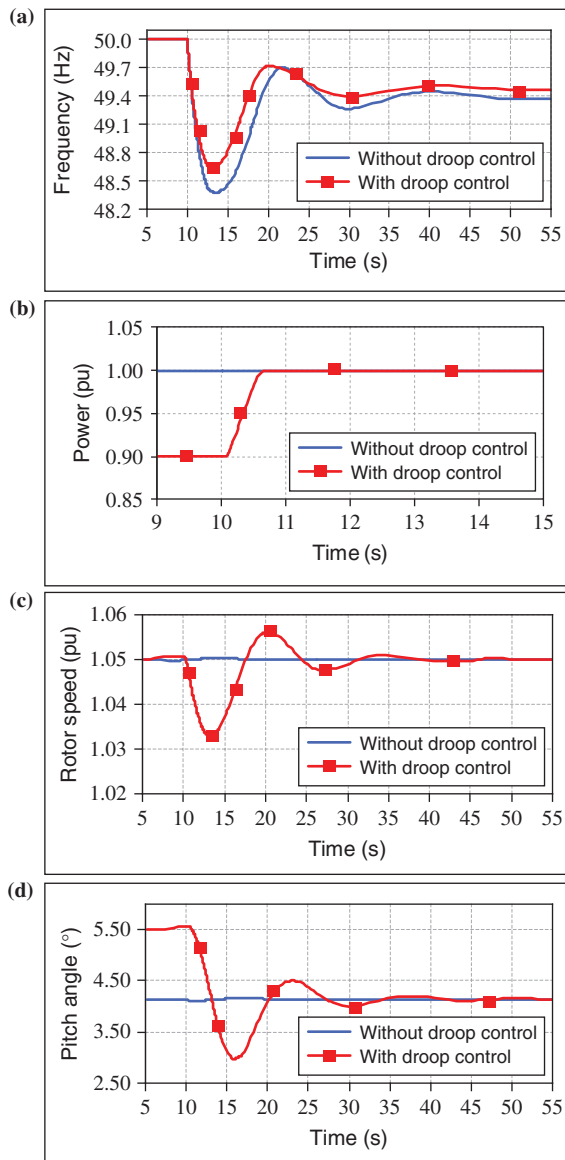 (a)
Frequency (Hz)
50.0
49.7
49.4
49.1
48.8
48.5
48.2
Without droop control
With droop control
5 10 15 20 25 30 35 40 45 50 55
Time (s)
(b)
Power (pu)
1.05
1.00
0.95
0.90
0.85
Without droop control
With droop control
9 10 11 12 13 14 15
Time (s)
(c)
Rotor speed (pu)
1.06
1.05
1.04
1.03
1.02
Without droop control
With droop control
5 10 15 20 25 30 35 40 45 50 55
Time (s)
(d)
Pitch angle (°)
5.50
4.50
3.50
2.50
Without droop control
With droop control
5 10 15 20 25 30 35 40 45 50 55
Time (s)